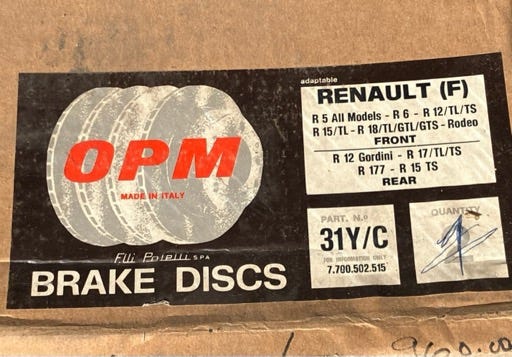 adaptable
RENAULT (F)
R 5 All Models - R 6 - R 12/TL/TS
R 15/TL - R 18/TL/GTL/GTS - Rodeo
FRONT
R 12 Gordini - R 17/TL/TS
R 177 - R 15 TS
REAR
OPM
MADE IN ITALY
F.lli SPA
BRAKE DISCS
PART. N.º
31Y/C
FOR INFORMATION ONLY
7.700.502.515
QUANTITY